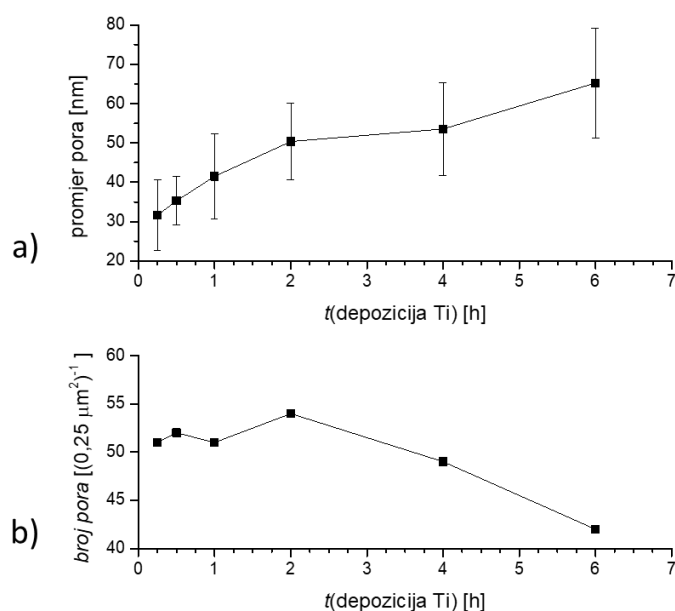 80
70
60
50
40
30
20
promjer pora [nm]
a)
0 1 2 3 4 5 6 7
t(depozicija Ti) [h]
60
55
50
45
40
broj pora [(0,25 μm²)⁻¹ ]
b)
0 1 2 3 4 5 6 7
t(depozicija Ti) [h]